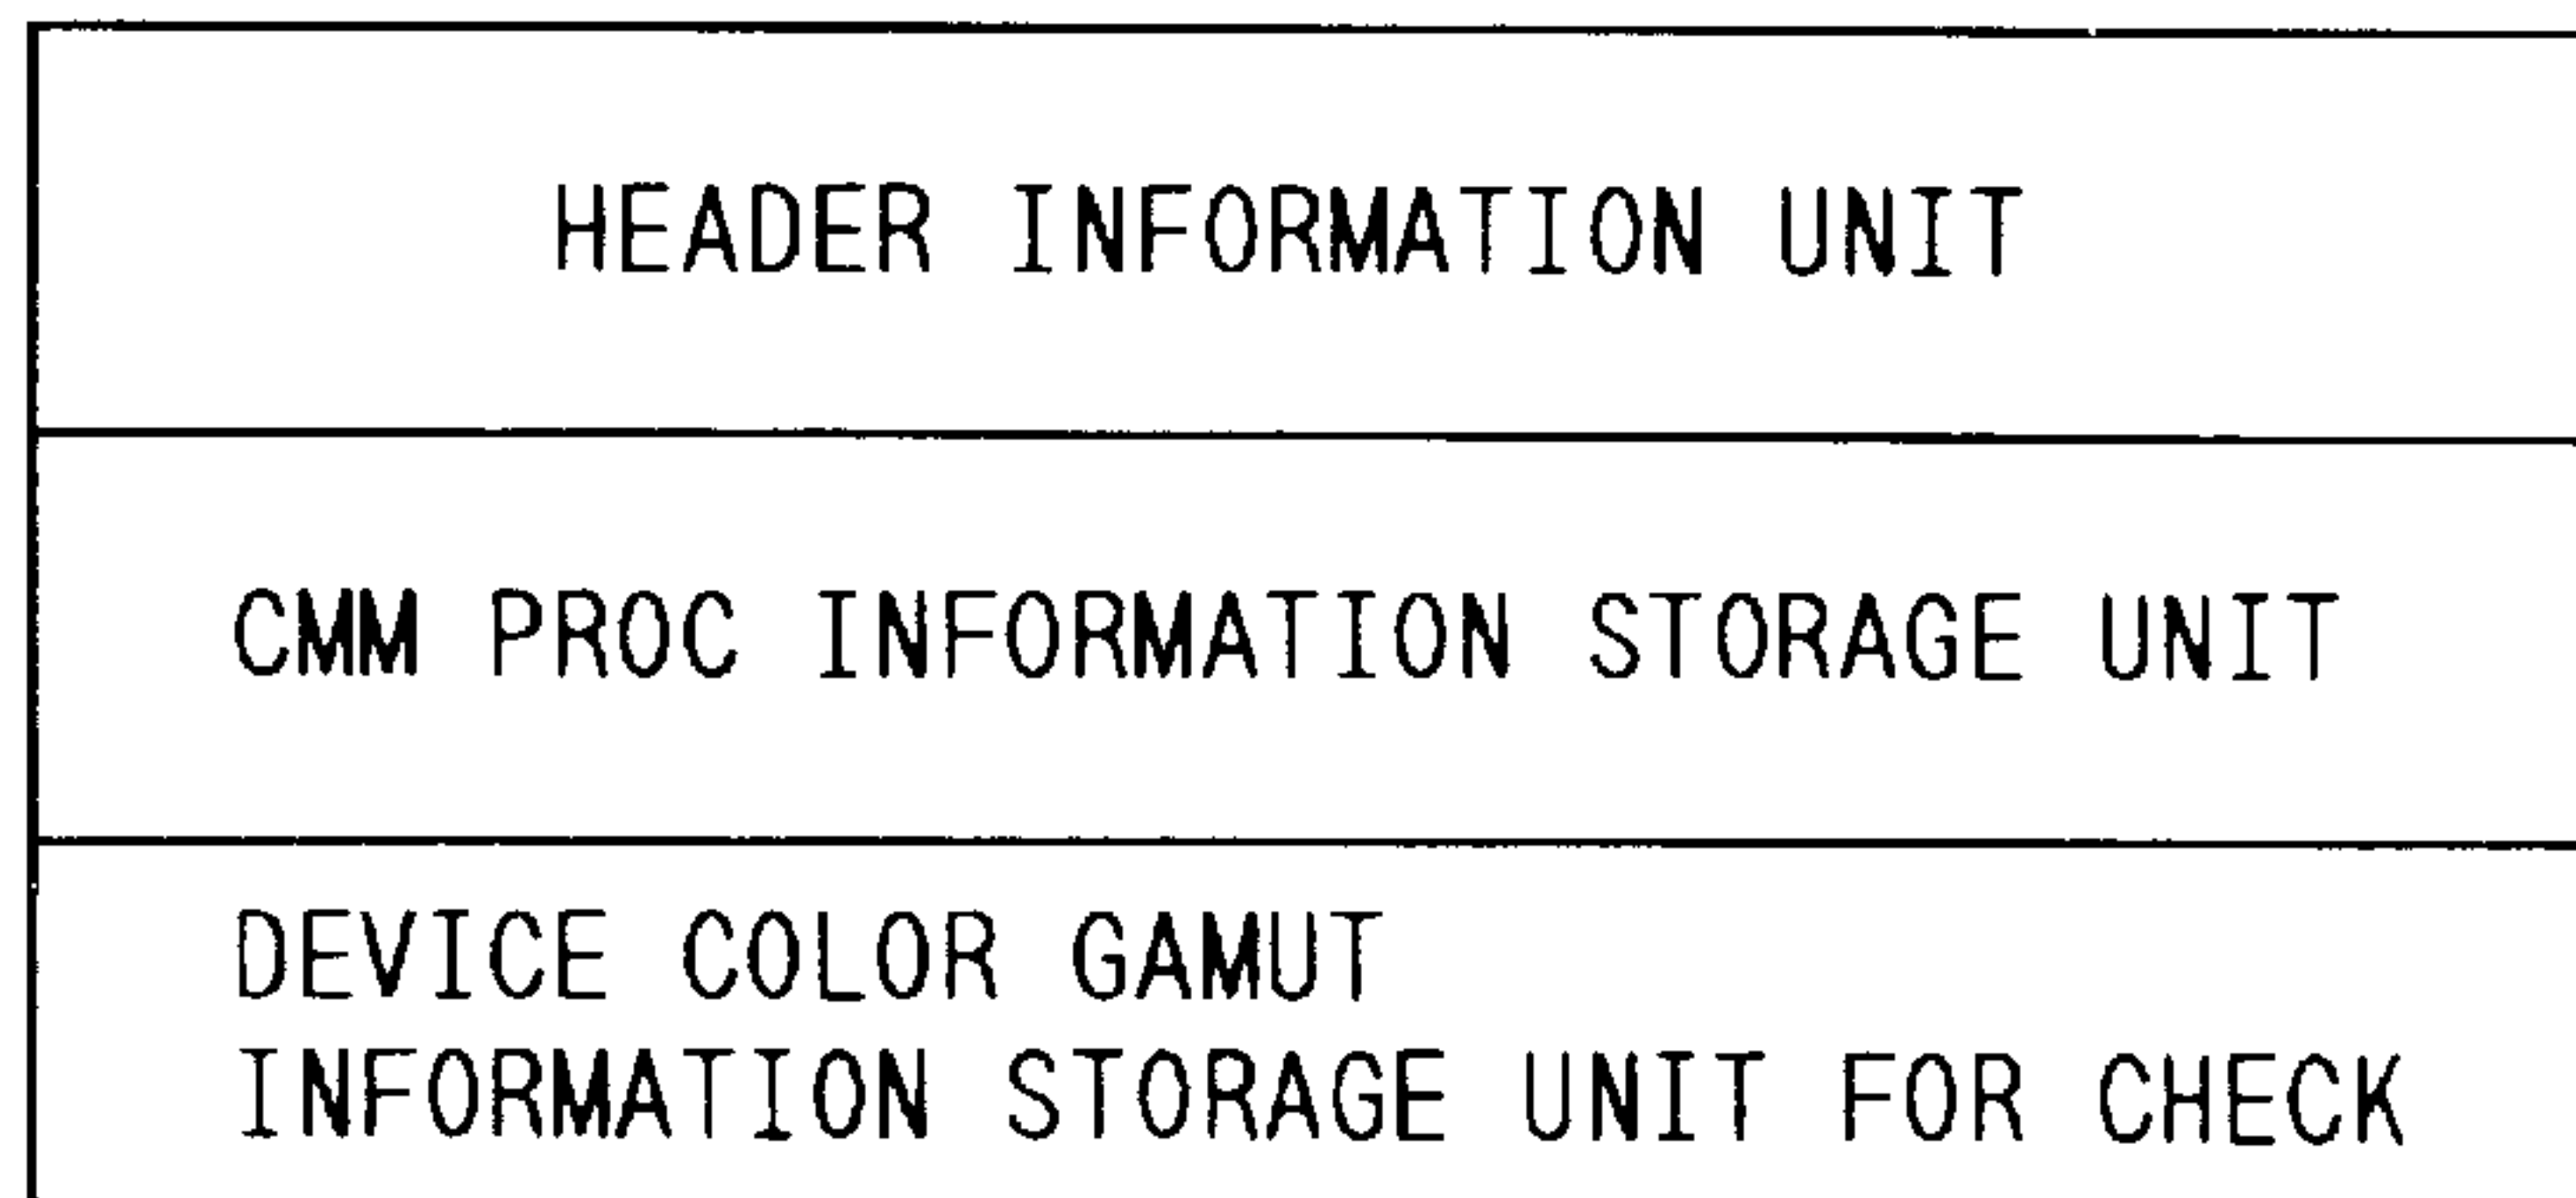 HEADER INFORMATION UNIT
CMM PROC INFORMATION STORAGE UNIT
DEVICE COLOR GAMUT
INFORMATION STORAGE UNIT FOR CHECK